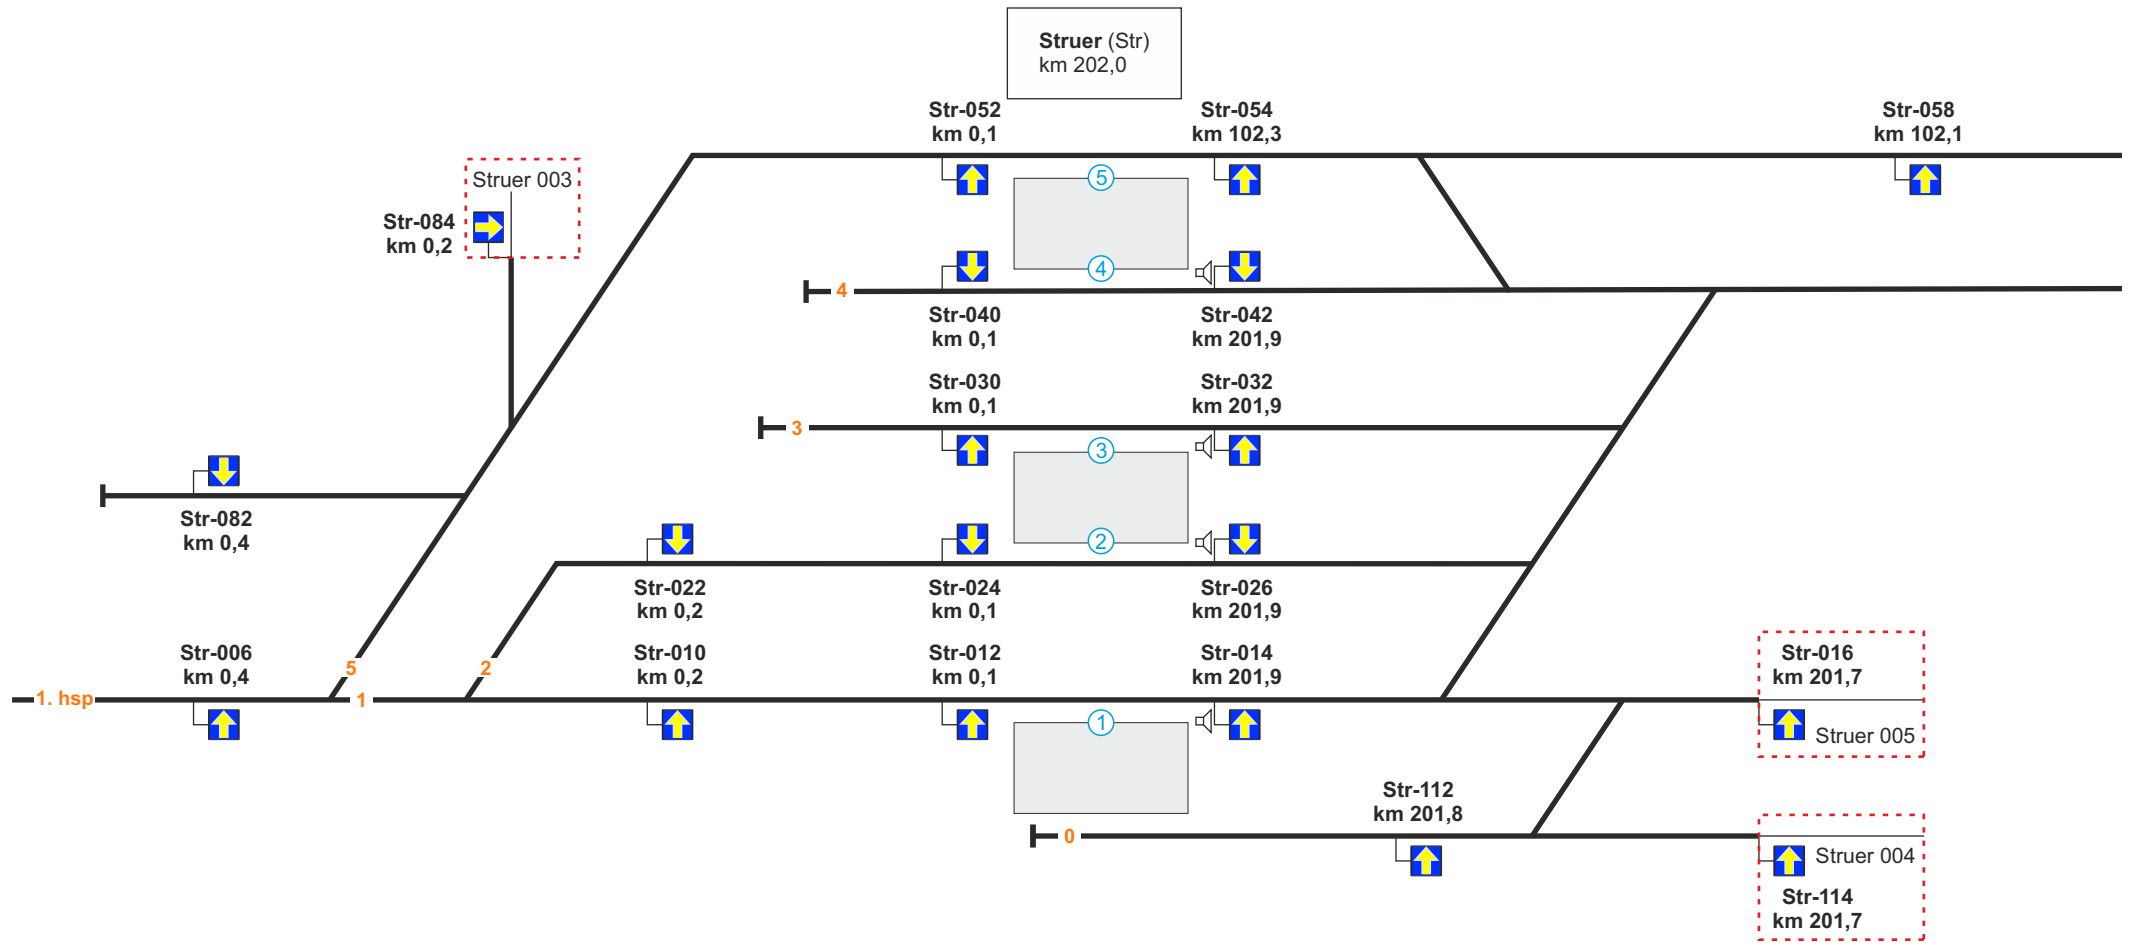 Struer (Str)
km 202,0
Str-052
km 0,1
Str-054
km 102,3
Str-058
km 102,1
Struer 003
5
Str-084
km 0,2
4
4
Str-040
km 0,1
Str-042
km 201,9
Str-030
km 0,1
Str-032
km 201,9
3
3
Str-082
km 0,4
2
Str-022
km 0,2
Str-024
km 0,1
Str-026
km 201,9
Str-006
km 0,4
5
2
Str-010
km 0,2
Str-012
km 0,1
Str-014
km 201,9
Str-016
km 201,7
1. hsp
1
1
Struer 005
Str-112
km 201,8
0
Struer 004
Str-114
km 201,7